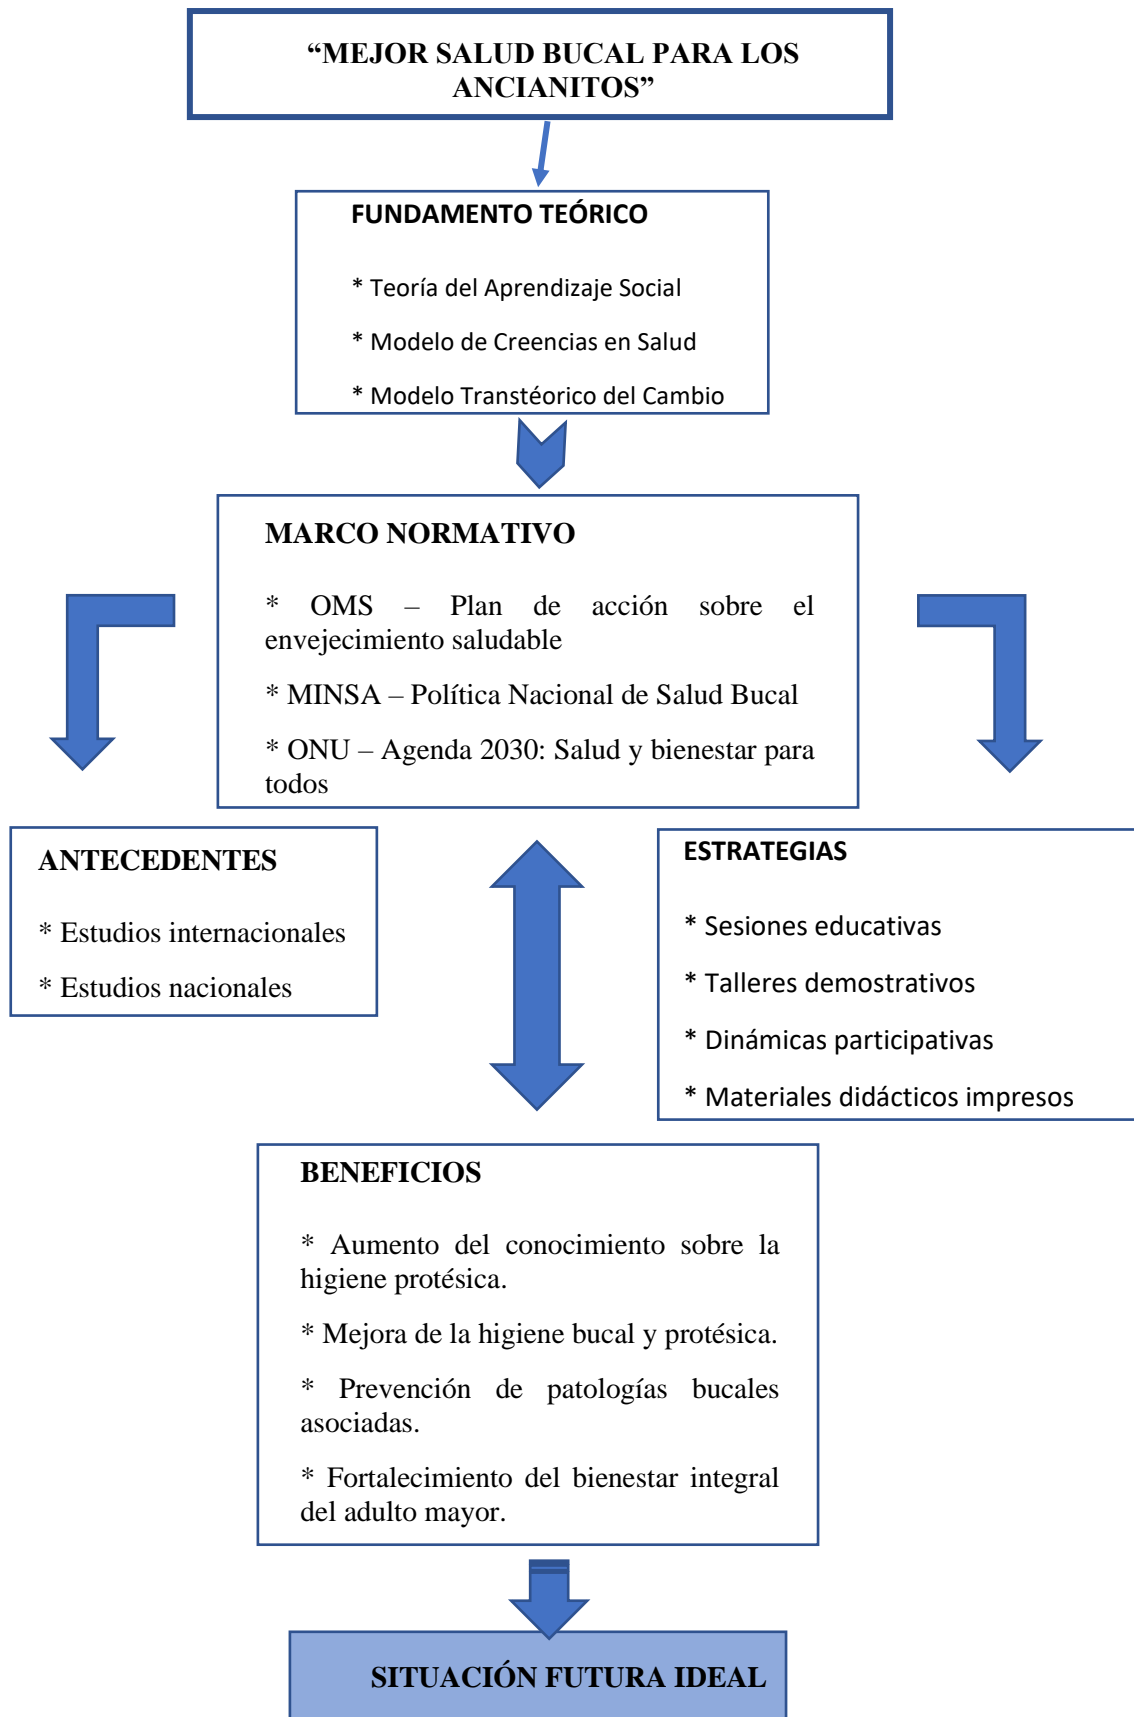 “MEJOR SALUD BUCAL PARA LOS
ANCIANITOS”
FUNDAMENTO TEÓRICO
* Teoría del Aprendizaje Social
* Modelo de Creencias en Salud
* Modelo Transtéorico del Cambio
MARCO NORMATIVO
* OMS – Plan de acción sobre el
envejecimiento saludable
* MINSA – Política Nacional de Salud Bucal
* ONU – Agenda 2030: Salud y bienestar para
todos
ANTECEDENTES
* Estudios internacionales
* Estudios nacionales
ESTRATEGIAS
* Sesiones educativas
* Talleres demostrativos
* Dinámicas participativas
* Materiales didácticos impresos
BENEFICIOS
* Aumento del conocimiento sobre la
higiene protésica.
* Mejora de la higiene bucal y protésica.
* Prevención de patologías bucales
asociadas.
* Fortalecimiento del bienestar integral
del adulto mayor.
SITUACIÓN FUTURA IDEAL